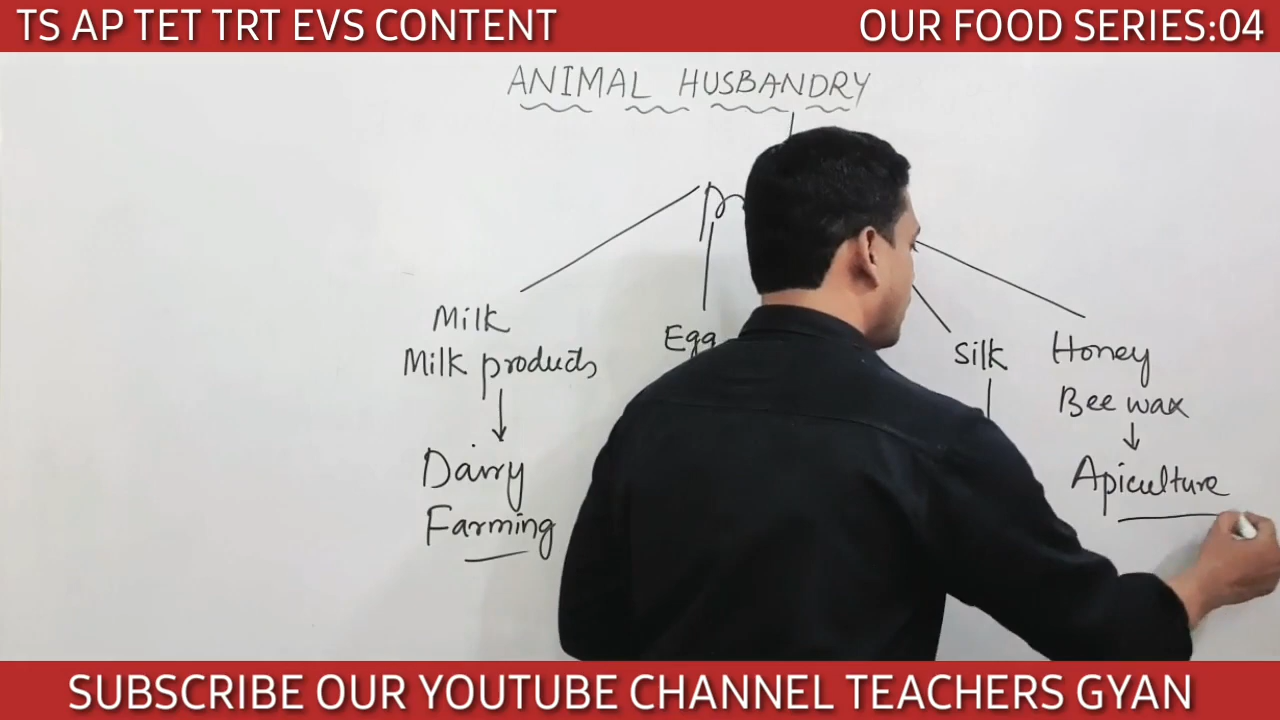 TS AP TET TRT EVS CONTENT
OUR FOOD SERIES:04
ANIMAL HUSBANDRY
Milk
Milk products
Egg
Silk
Honey
Bee wax
Dairy
Farming
Apiculture
SUBSCRIBE OUR YOUTUBE CHANNEL TEACHERS GYAN